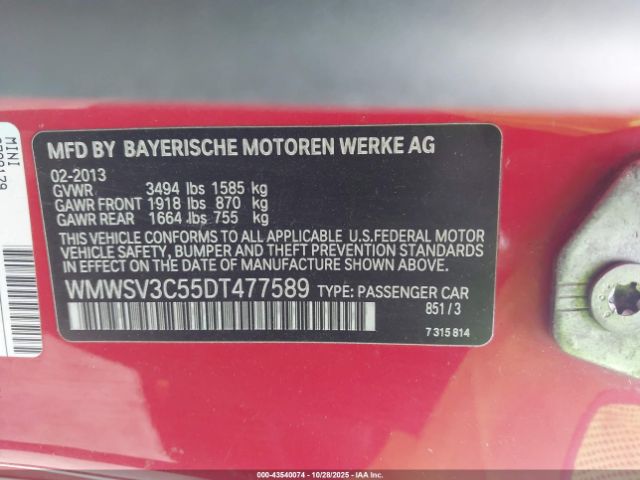 MFD BY BAYERISCHE MOTOREN WERKE AG
02-2013
GVWR 3494 lbs 1585 kg
GAWR FRONT 1918 lbs 870 kg
GAWR REAR 1664 lbs 755 kg
THIS VEHICLE CONFORMS TO ALL APPLICABLE U.S.FEDERAL MOTOR
VEHICLE SAFETY, BUMPER AND THEFT PREVENTION STANDARDS
IN EFFECT ON THE DATE OF MANUFACTURE SHOWN ABOVE.
WMWSV3C55DT477589 TYPE: PASSENGER CAR
851/3
7 315 814
MINI
000-43540074 | 10/28/2025 | IAA Inc.